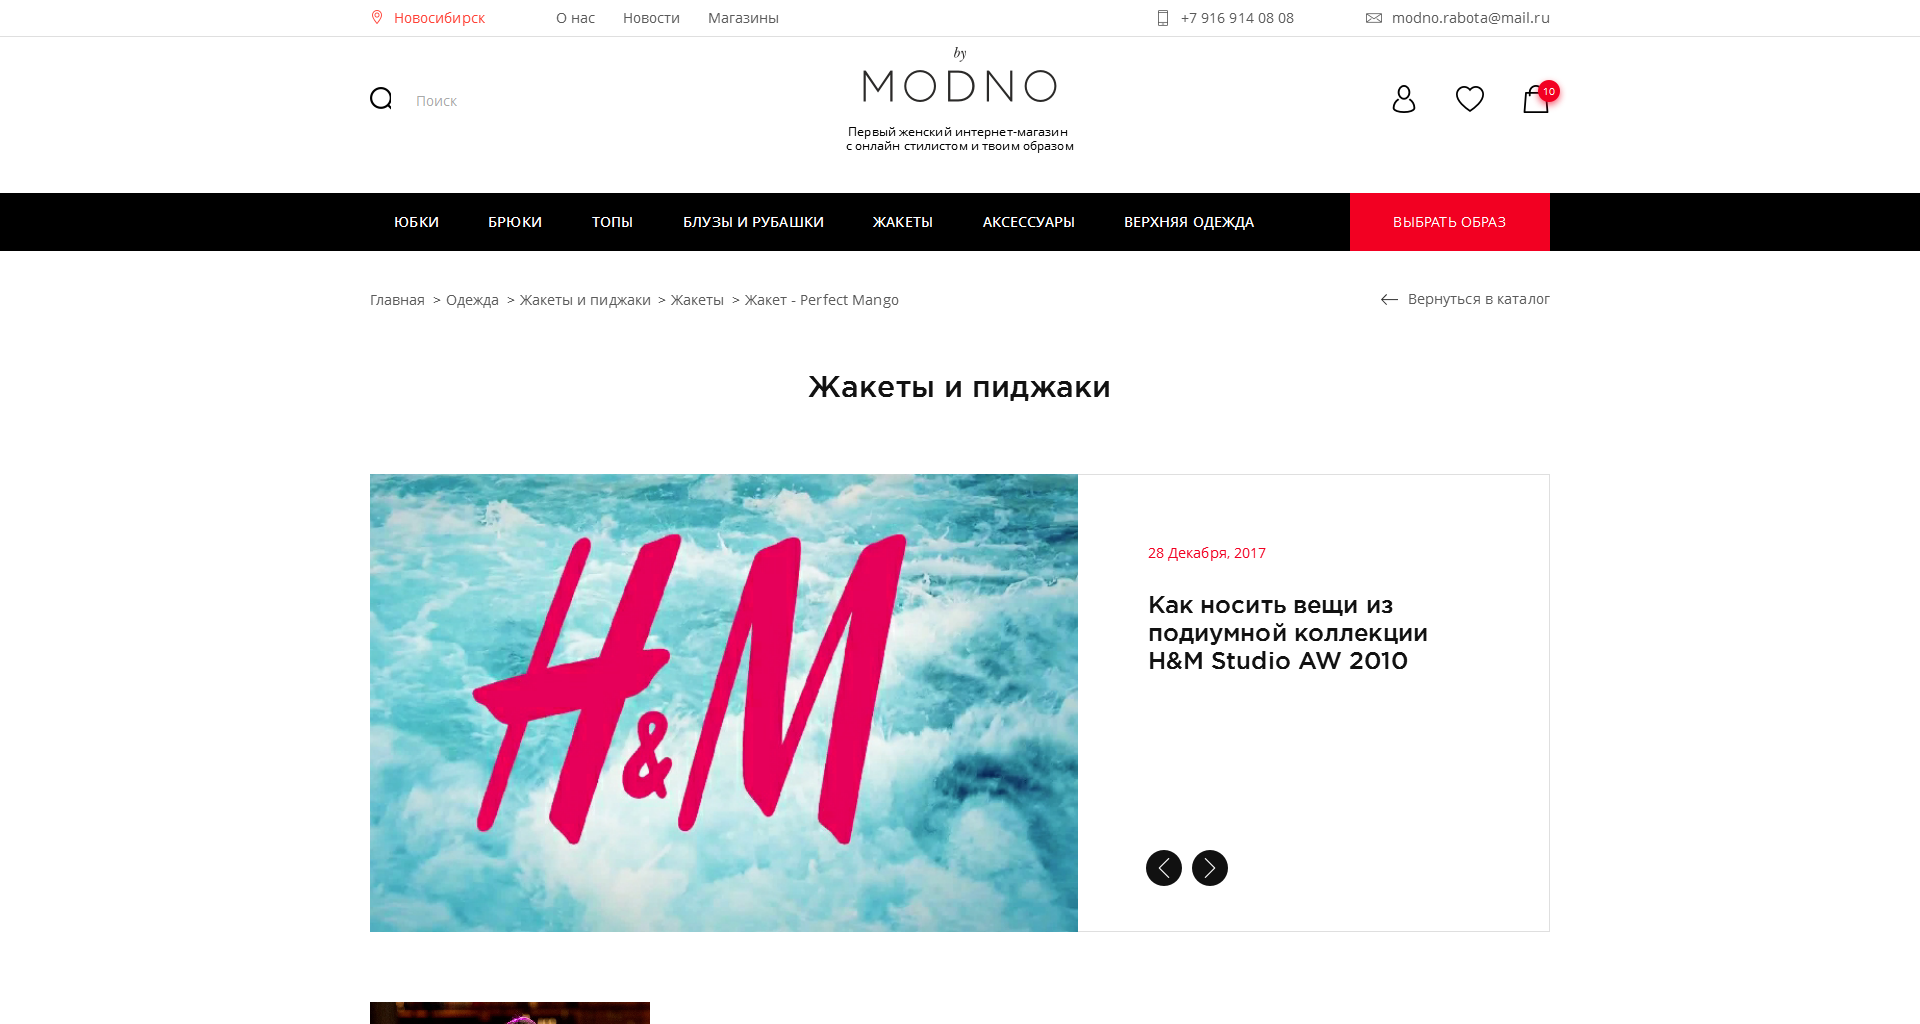 Новосибирск О нас Новости Магазины +7 916 914 08 08 modno.rabota@mail.ru
by
MODNO
Поиск
10
Первый женский интернет-магазин
с онлайн стилистом и твоим образом
ЮБКИ БРЮКИ ТОПЫ БЛУЗЫ И РУБАШКИ ЖАКЕТЫ АКСЕССУАРЫ ВЕРХНЯЯ ОДЕЖДА ВЫБРАТЬ ОБРАЗ
Главная > Одежда > Жакеты и пиджаки > Жакеты > Жакет - Perfect Mango Вернуться в каталог
Жакеты и пиджаки
H&M
28 Декабря, 2017
Как носить вещи из
подиумной коллекции
H&M Studio AW 2010